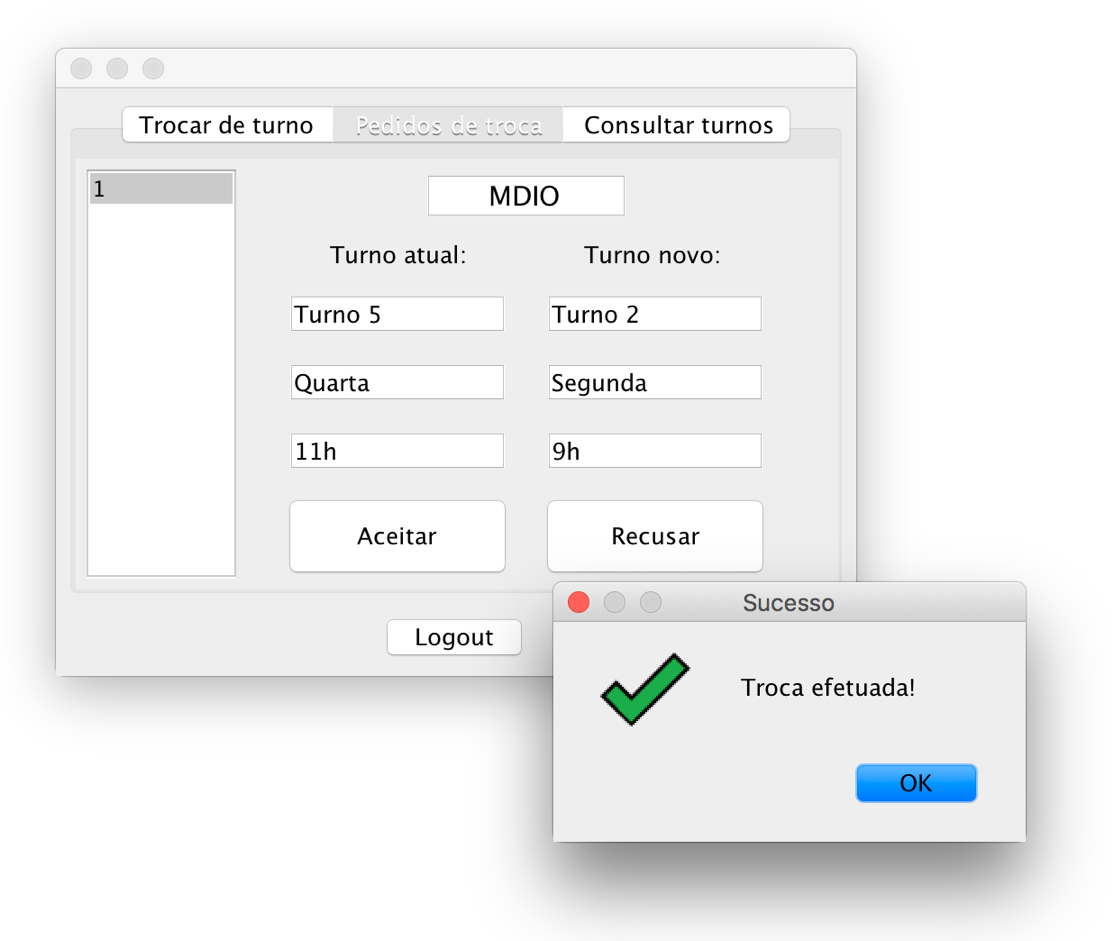 Trocar de turno
Pedidos de troca
Consultar turnos
1
MDIO
Turno atual:
Turno novo:
Turno 5
Turno 2
Quarta
Segunda
11h
9h
Aceitar
Recusar
Logout
Sucesso
Troca efetuada!
OK